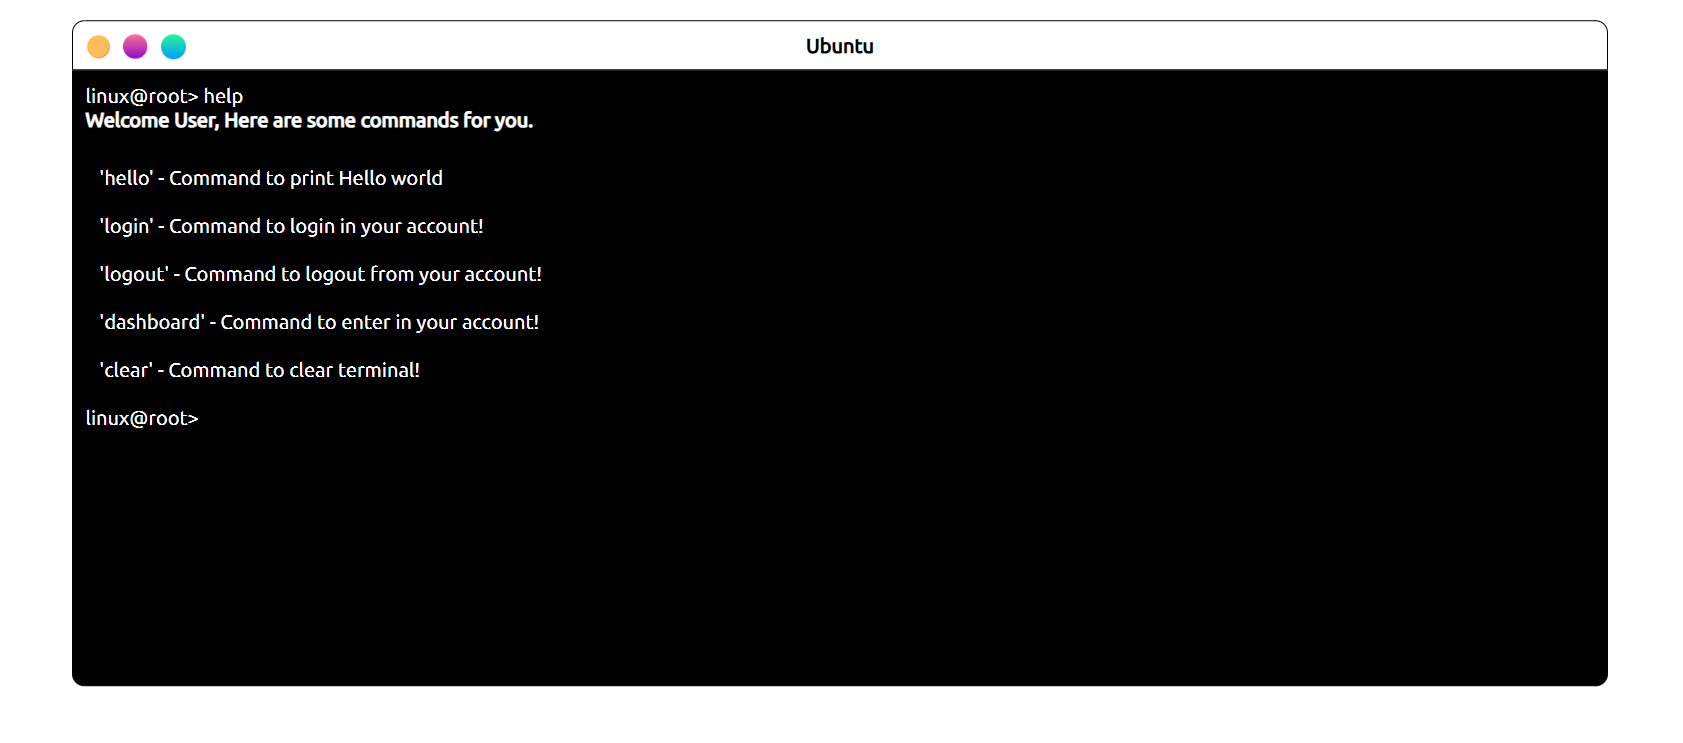 Ubuntu
linux@root> help
Welcome User, Here are some commands for you.
'hello' - Command to print Hello world
'login' - Command to login in your account!
'logout' - Command to logout from your account!
'dashboard' - Command to enter in your account!
'clear' - Command to clear terminal!
linux@root>